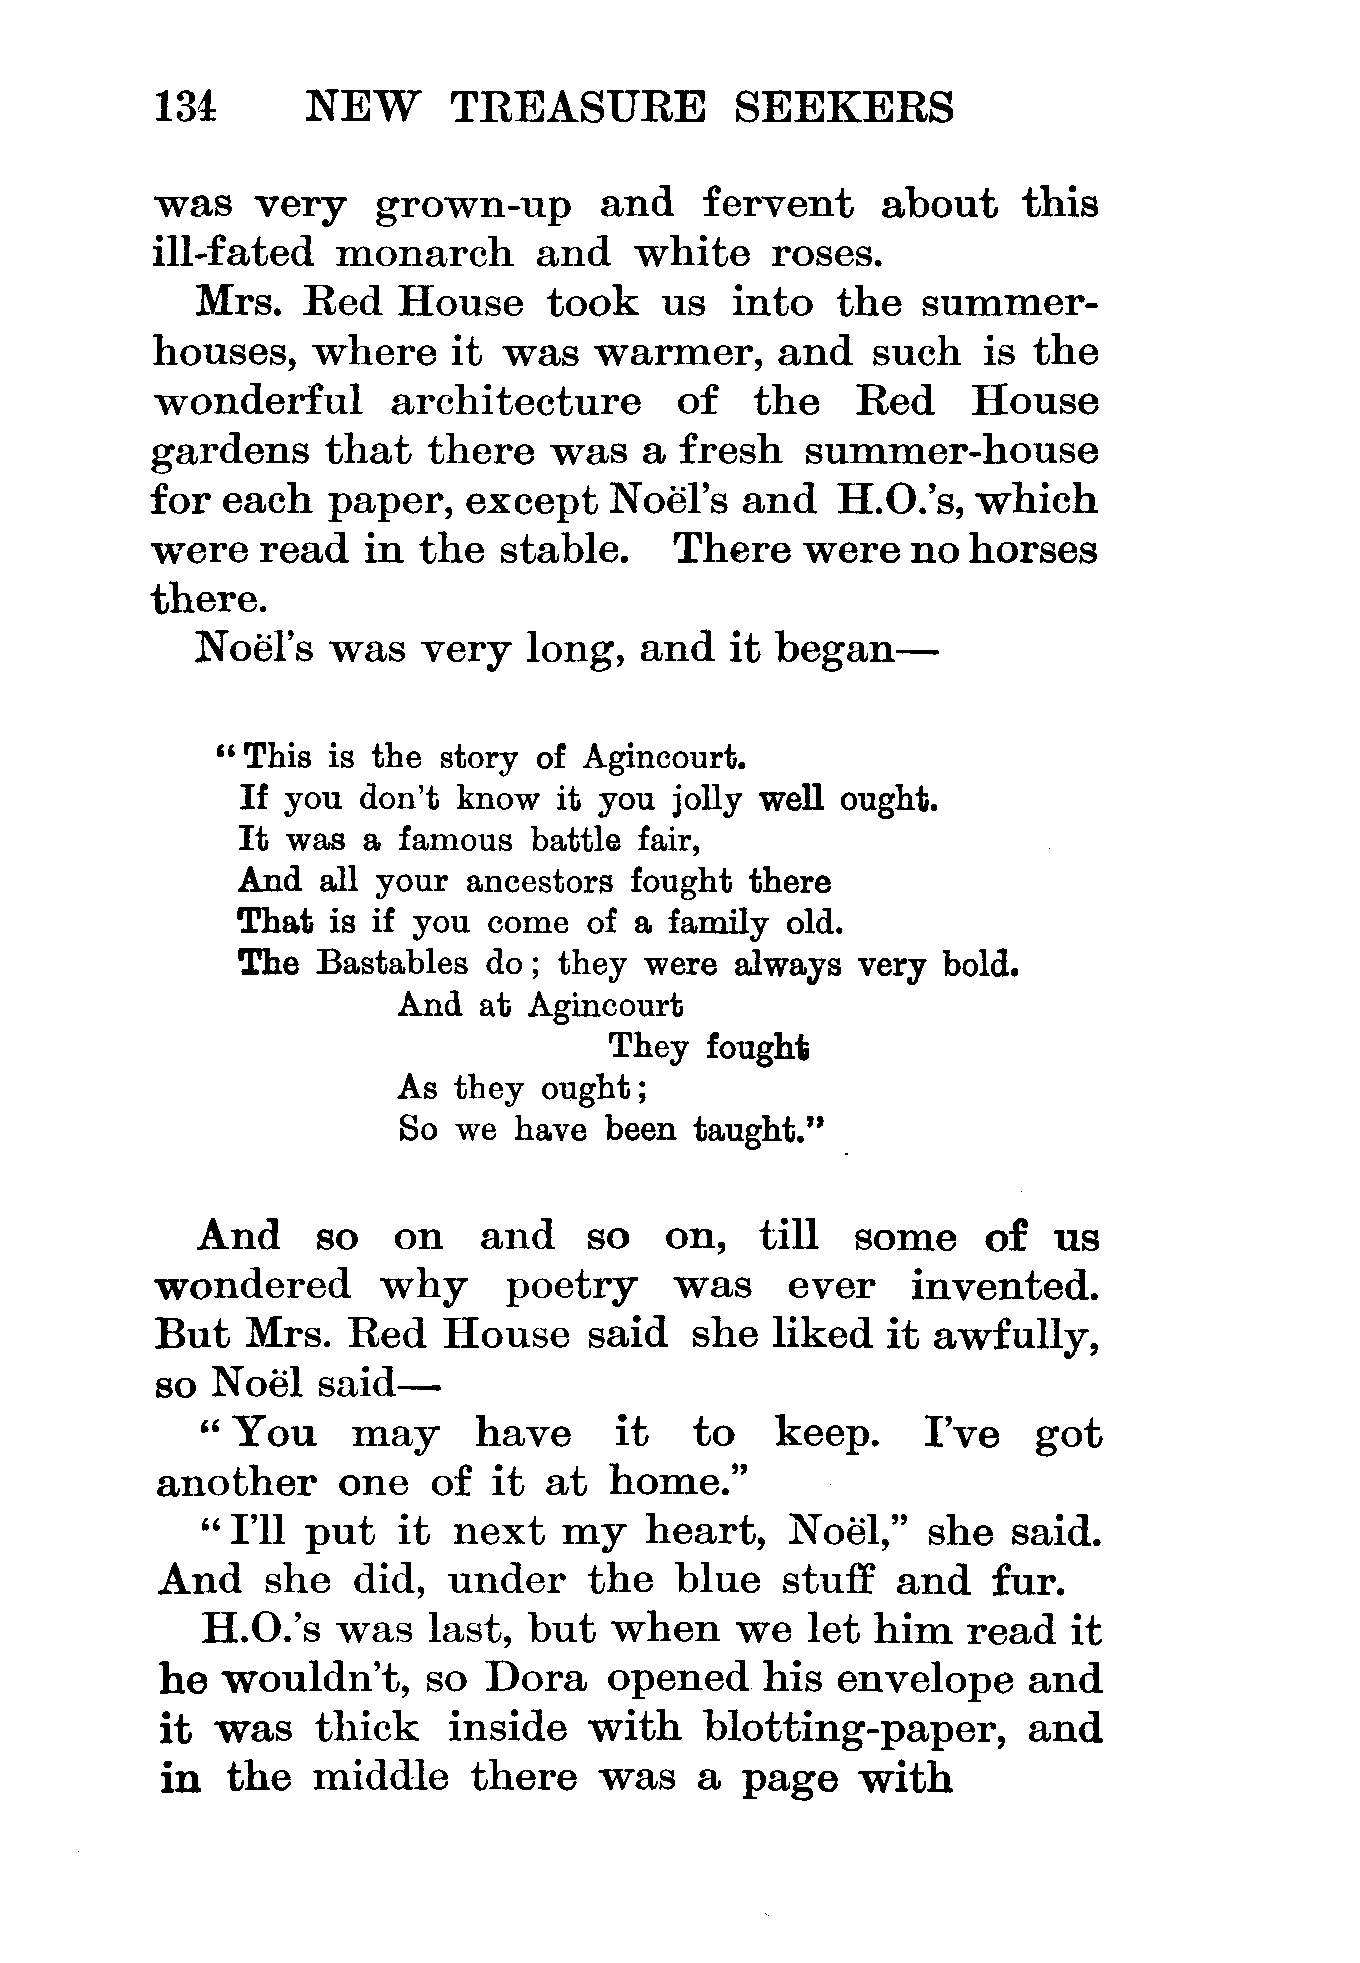 134 NEW TREASURE SEEKERS
was very grown-up and fervent about this
ill-fated monarch and white roses.
Mrs. Red House took us into the summer-
houses, where it was warmer, and such is the
wonderful architecture of the Red House
gardens that there was a fresh summer-house
for each paper, except Noël's and H.O.'s, which
were read in the stable. There were no horses
there.
Noël's was very long, and it began—
“This is the story of Agincourt.
If you don't know it you jolly well ought.
It was a famous battle fair,
And all your ancestors fought there
That is if you come of a family old.
The Bastables do; they were always very bold.
And at Agincourt
They fought
As they ought;
So we have been taught.”
And so on and so on, till some of us
wondered why poetry was ever invented.
But Mrs. Red House said she liked it awfully,
so Noël said—
“You may have it to keep. I've got
another one of it at home.”
“I'll put it next my heart, Noël,” she said.
And she did, under the blue stuff and fur.
H.O.'s was last, but when we let him read it
he wouldn't, so Dora opened his envelope and
it was thick inside with blotting-paper, and
in the middle there was a page with